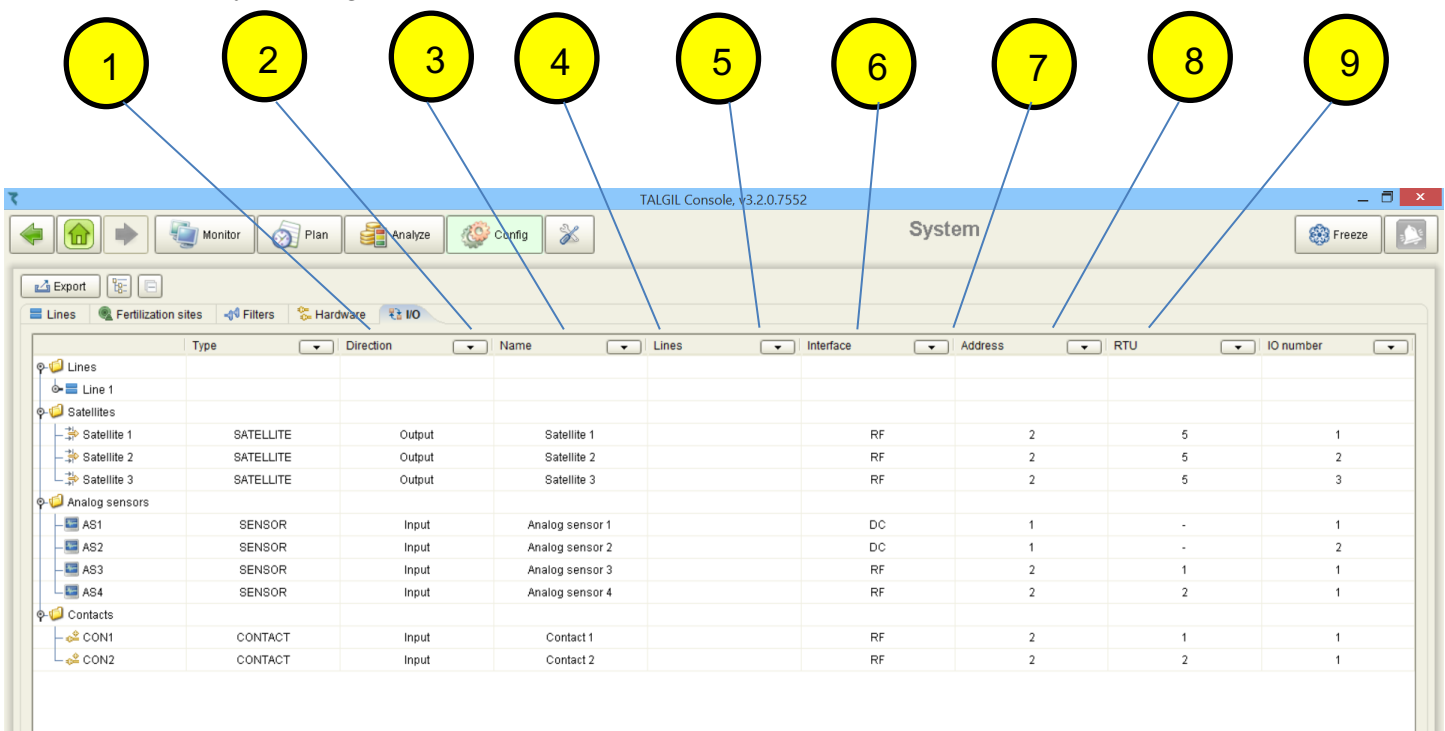 1 2 3 4 5 6 7 8 9
TALGIL Console, v3.2.0.7552
Monitor Plan Analyze Config System Freeze
Export
Lines Fertilization sites Filters Hardware I/O
Type Direction Name Lines Interface Address RTU IO number
Lines
Line 1
Satellites
Satellite 1 SATELLITE Output Satellite 1 RF 2 5 1
Satellite 2 SATELLITE Output Satellite 2 RF 2 5 2
Satellite 3 SATELLITE Output Satellite 3 RF 2 5 3
Analog sensors
AS1 SENSOR Input Analog sensor 1 DC 1 - 1
AS2 SENSOR Input Analog sensor 2 DC 1 - 2
AS3 SENSOR Input Analog sensor 3 RF 2 1 1
AS4 SENSOR Input Analog sensor 4 RF 2 2 1
Contacts
CON1 CONTACT Input Contact 1 RF 2 1 1
CON2 CONTACT Input Contact 2 RF 2 2 1